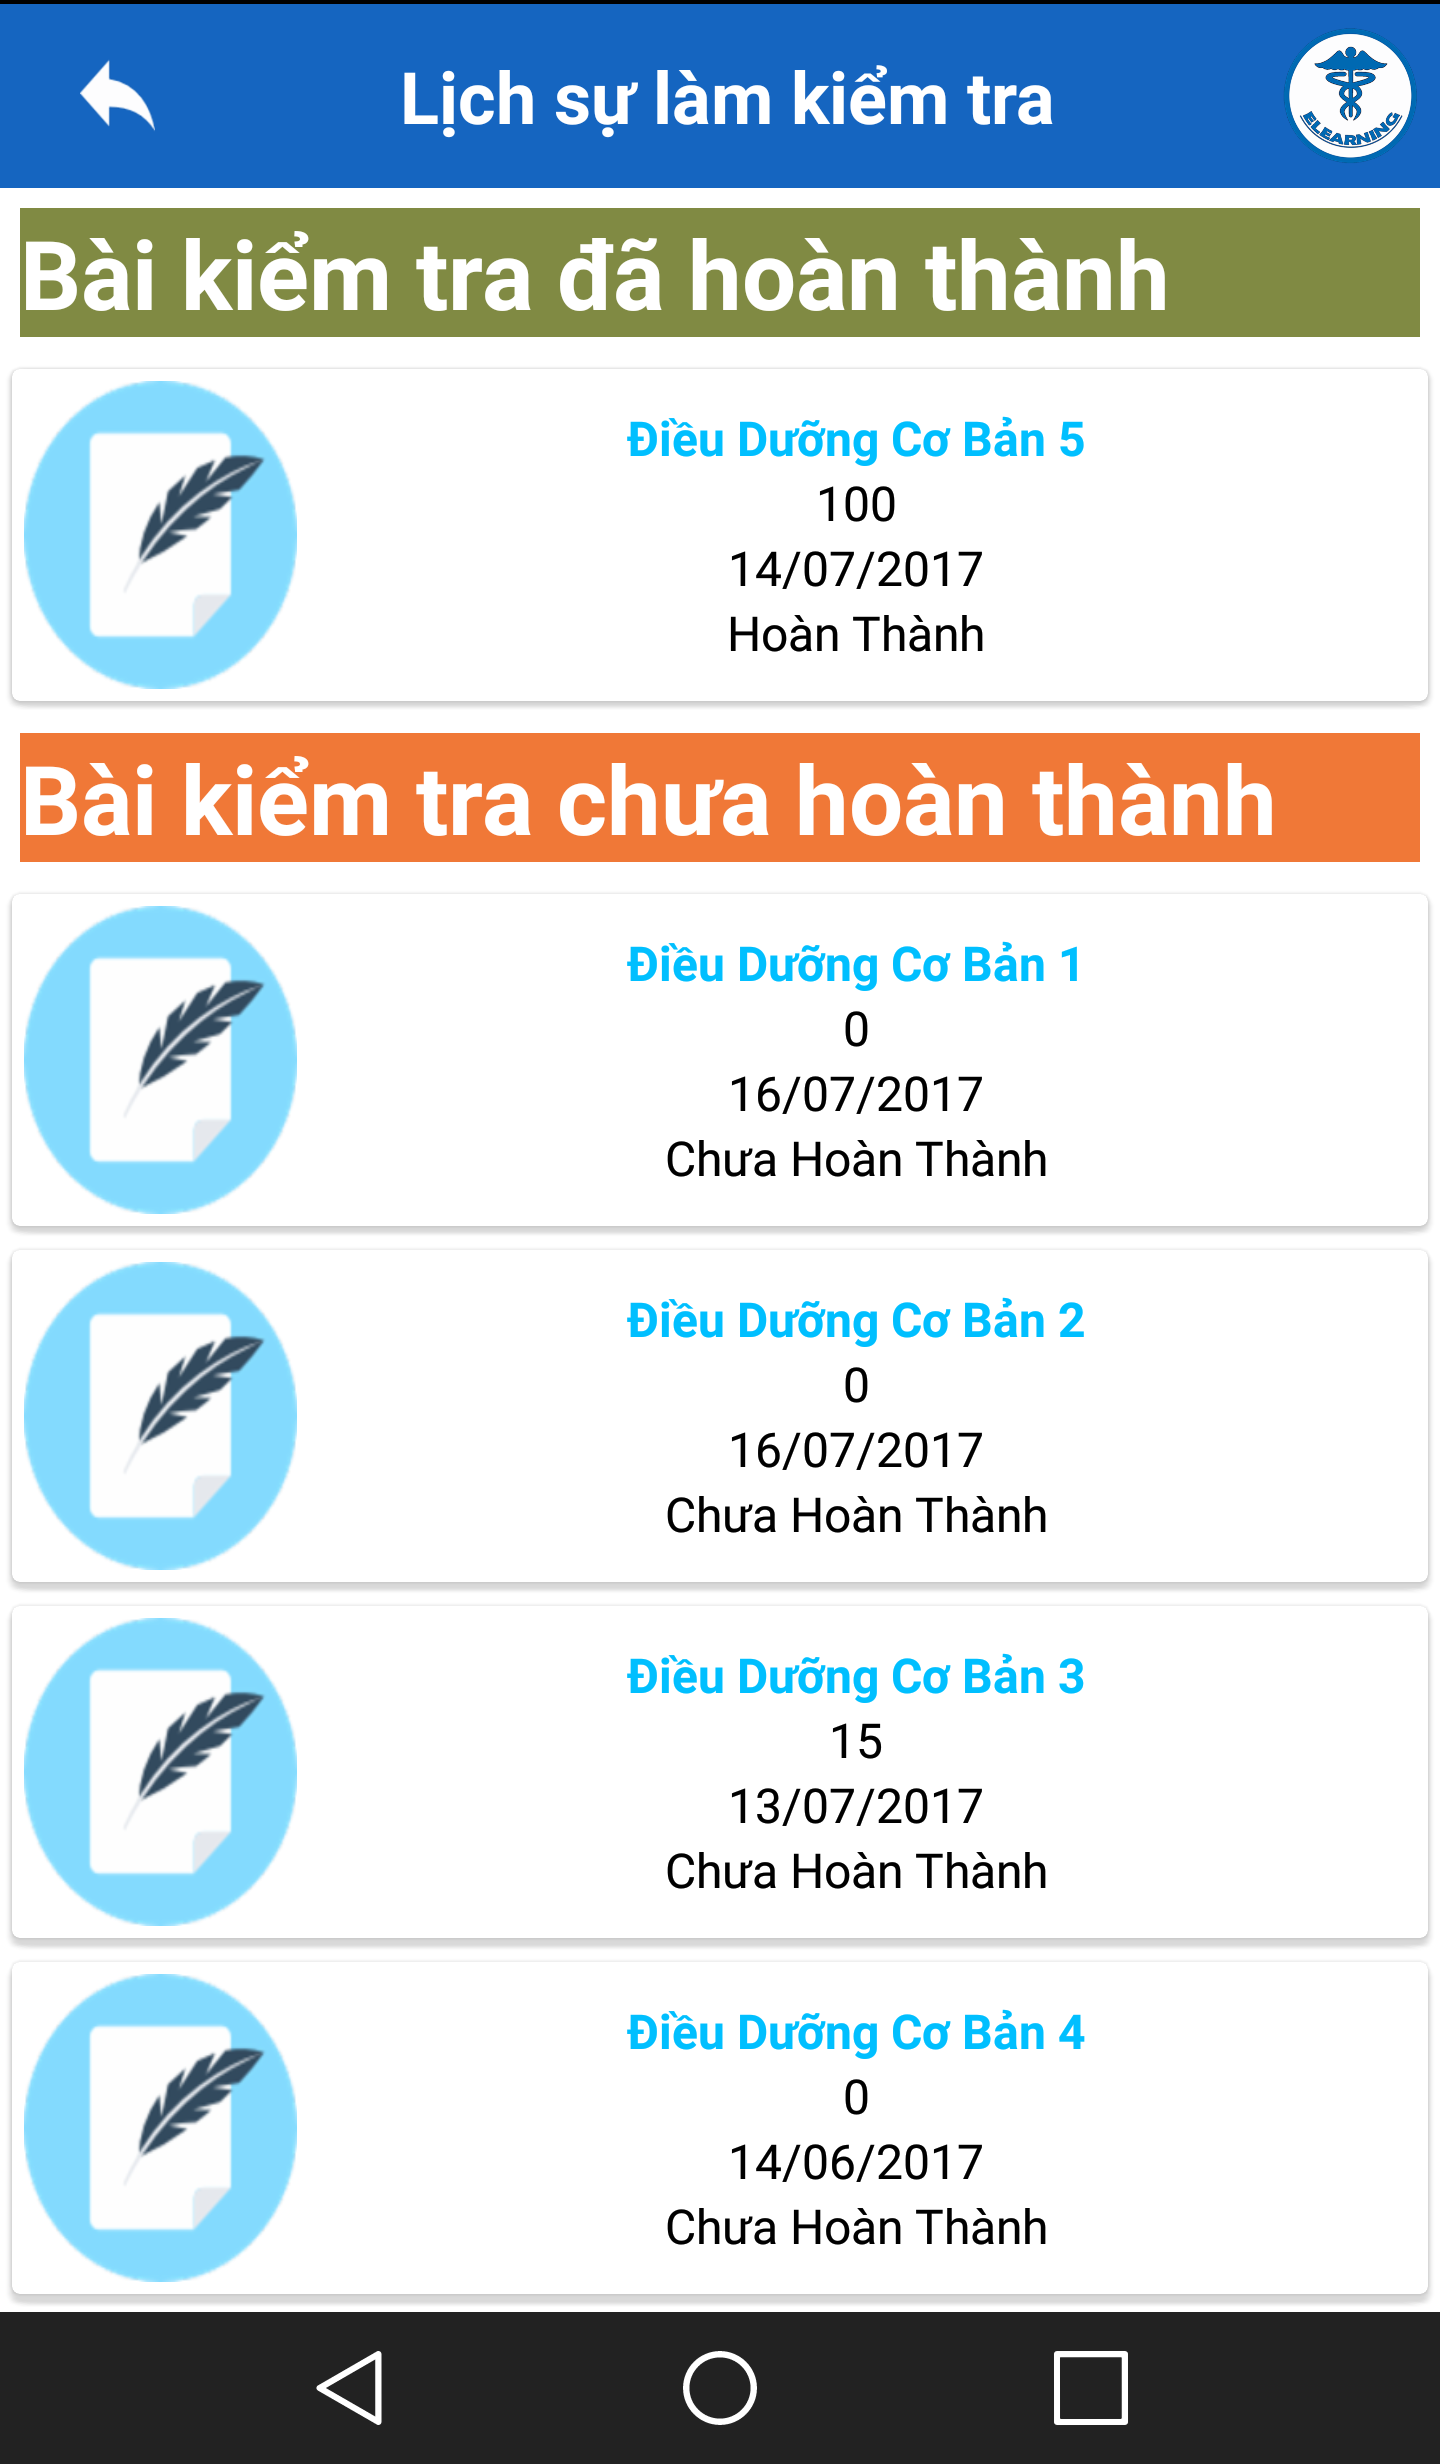 Lịch sự làm kiểm tra
ELEARNING
Bài kiểm tra đã hoàn thành
Điều Dưỡng Cơ Bản 5
100
14/07/2017
Hoàn Thành
Bài kiểm tra chưa hoàn thành
Điều Dưỡng Cơ Bản 1
0
16/07/2017
Chưa Hoàn Thành
Điều Dưỡng Cơ Bản 2
0
16/07/2017
Chưa Hoàn Thành
Điều Dưỡng Cơ Bản 3
15
13/07/2017
Chưa Hoàn Thành
Điều Dưỡng Cơ Bản 4
0
14/06/2017
Chưa Hoàn Thành